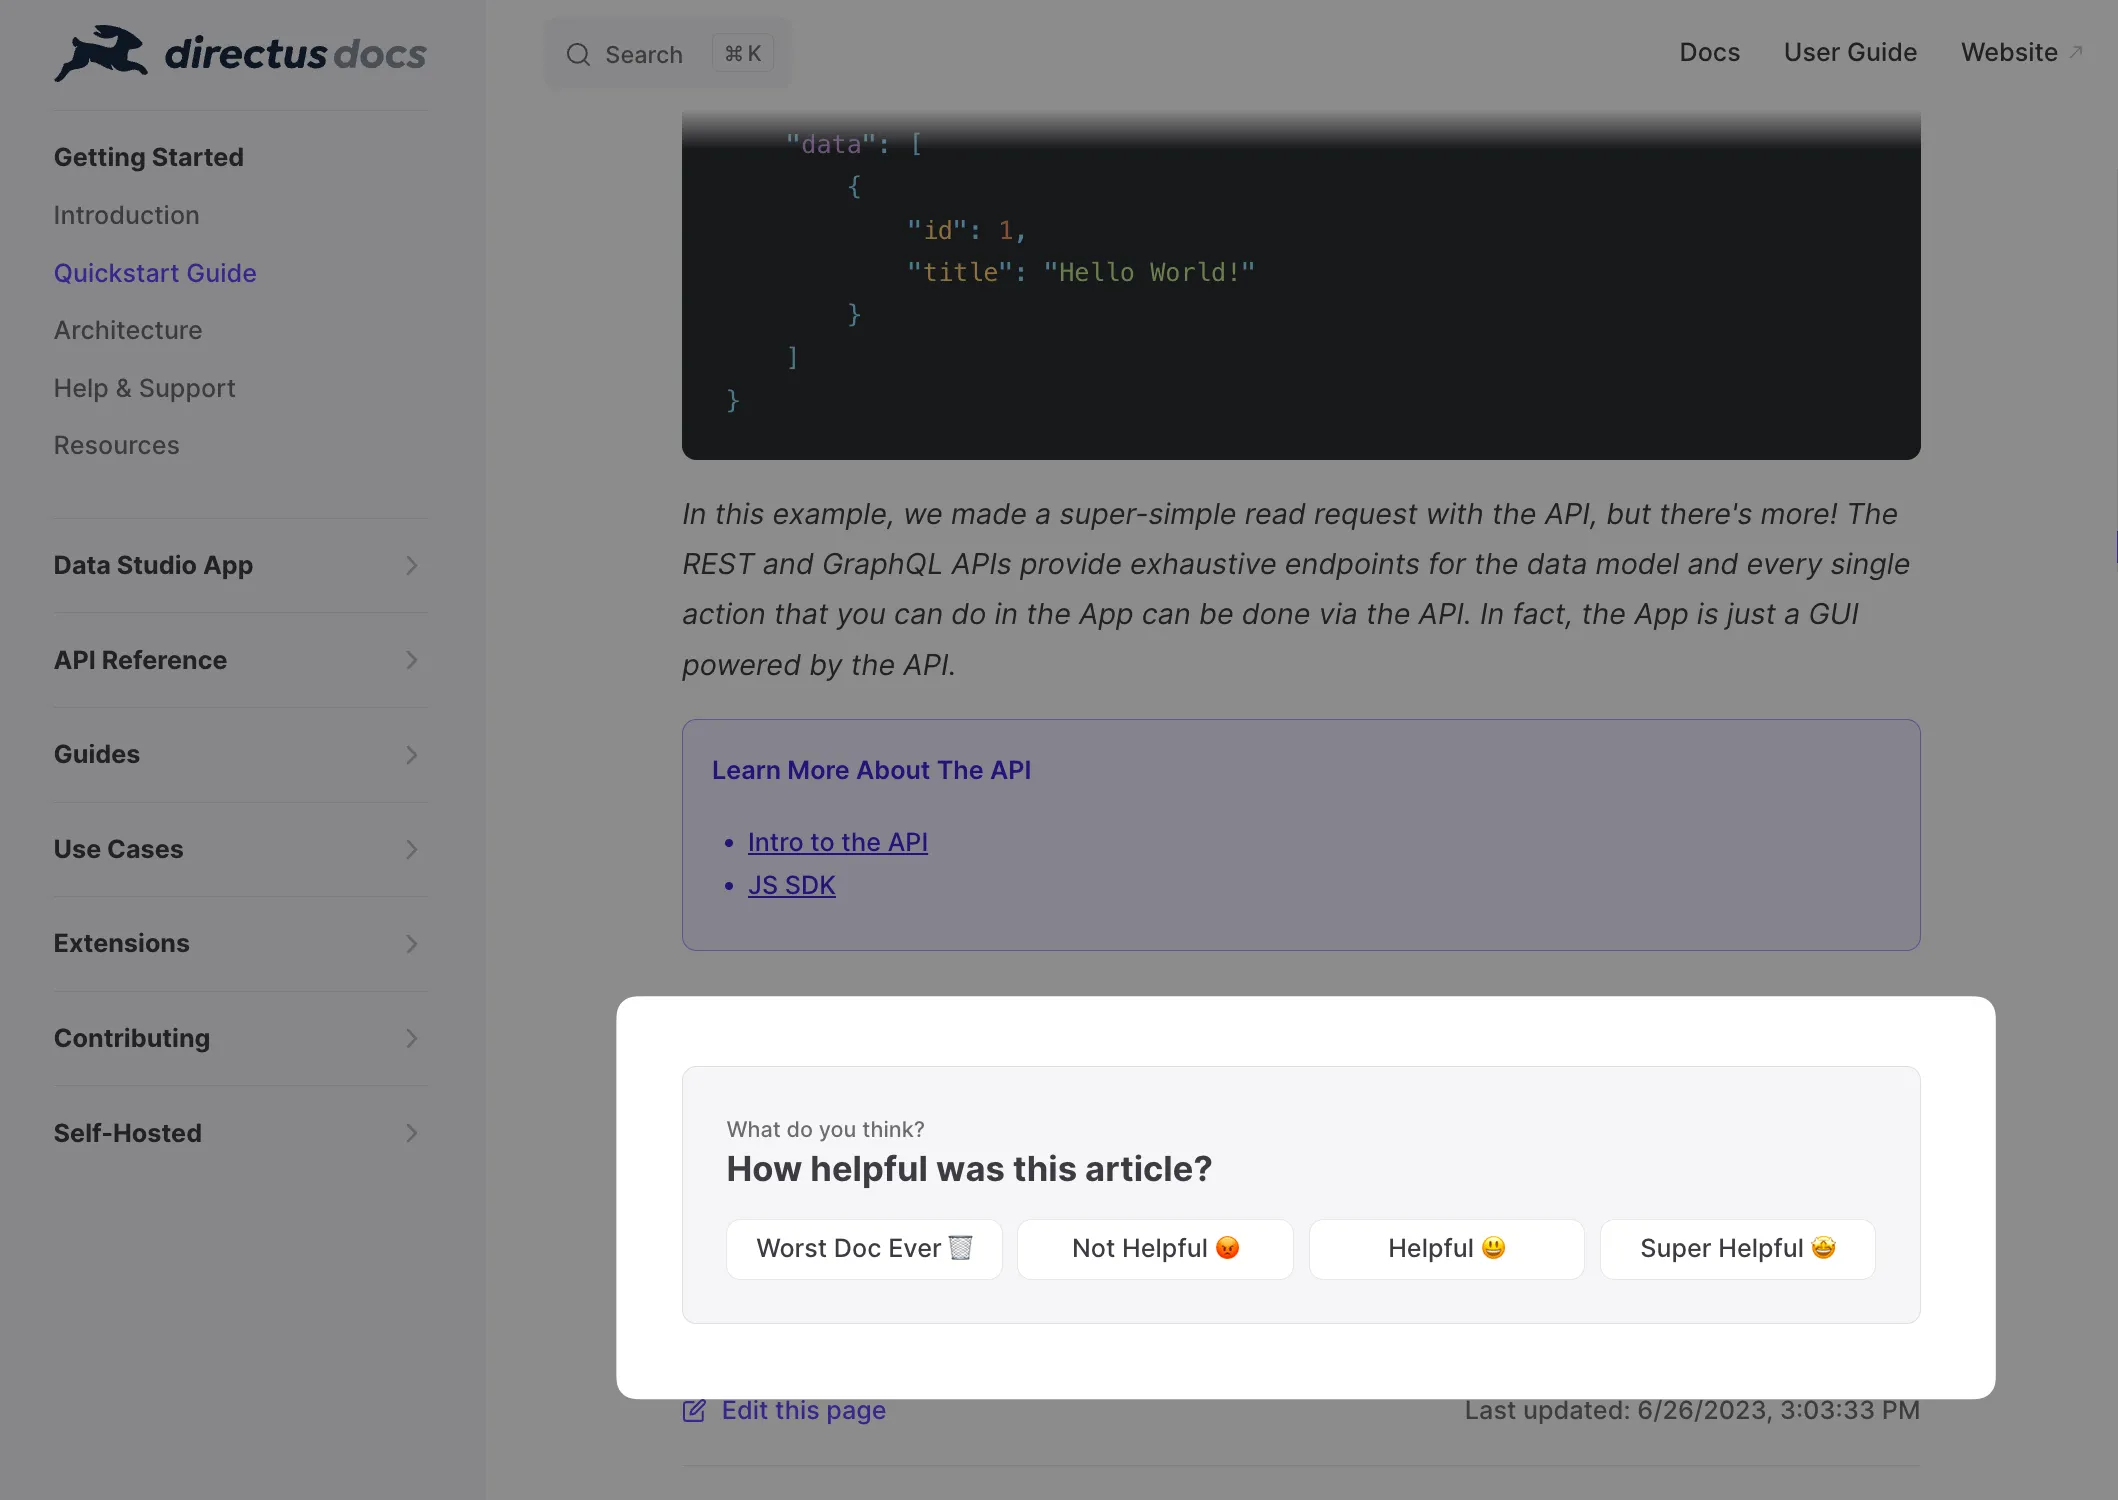 directus docs
Search ⌘ K
Docs
User Guide
Website ↗
Getting Started
Introduction
Quickstart Guide
Architecture
Help & Support
Resources
Data Studio App
API Reference
Guides
Use Cases
Extensions
Contributing
Self-Hosted
"data": [
{
"id": 1,
"title": "Hello World!"
}
]
}
In this example, we made a super-simple read request with the API, but there's more! The
REST and GraphQL APIs provide exhaustive endpoints for the data model and every single
action that you can do in the App can be done via the API. In fact, the App is just a GUI
powered by the API.
Learn More About The API
• Intro to the API
• JS SDK
What do you think?
How helpful was this article?
Worst Doc Ever 🗑️
Not Helpful 😡
Helpful 😃
Super Helpful 🤩
Edit this page
Last updated: 6/26/2023, 3:03:33 PM